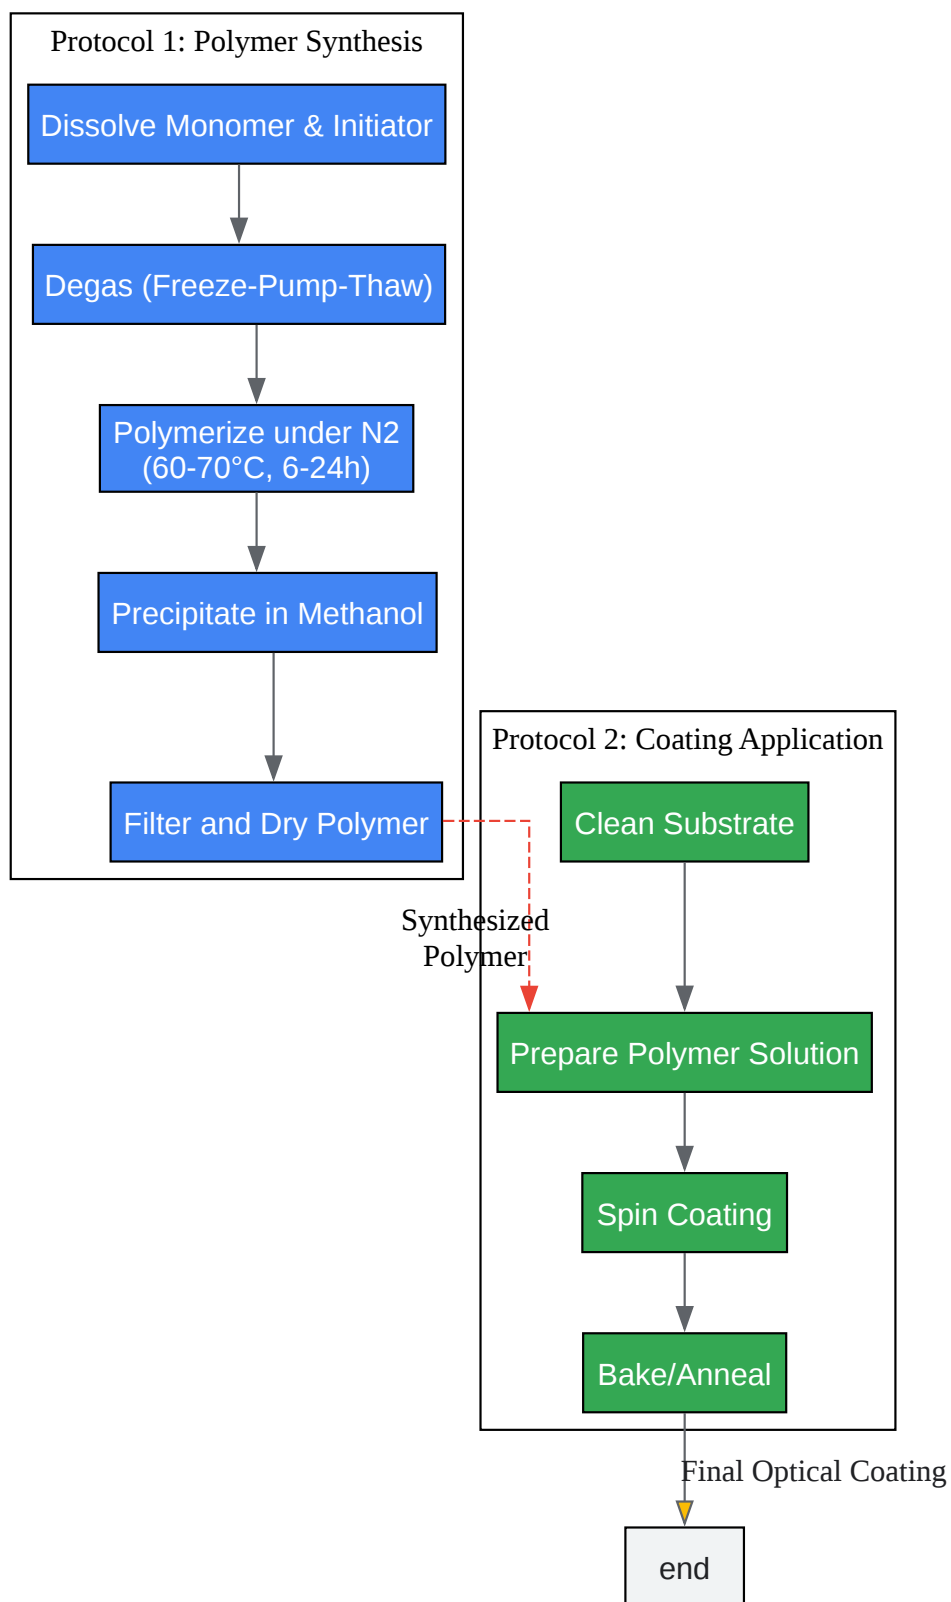 Protocol 1: Polymer Synthesis
Dissolve Monomer & Initiator
Degas (Freeze-Pump-Thaw)
Polymerize under N2
(60-70°C, 6-24h)
Precipitate in Methanol
Filter and Dry Polymer
Synthesized
Polymer
Protocol 2: Coating Application
Clean Substrate
Prepare Polymer Solution
Spin Coating
Bake/Anneal
Final Optical Coating
end